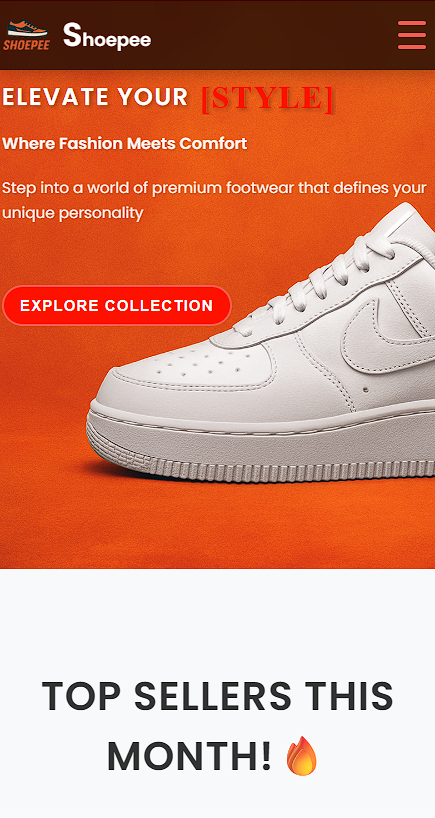 SHOEPEE Shoepee
ELEVATE YOUR [STYLE]
Where Fashion Meets Comfort
Step into a world of premium footwear that defines your
unique personality
EXPLORE COLLECTION
TOP SELLERS THIS
MONTH! 🔥